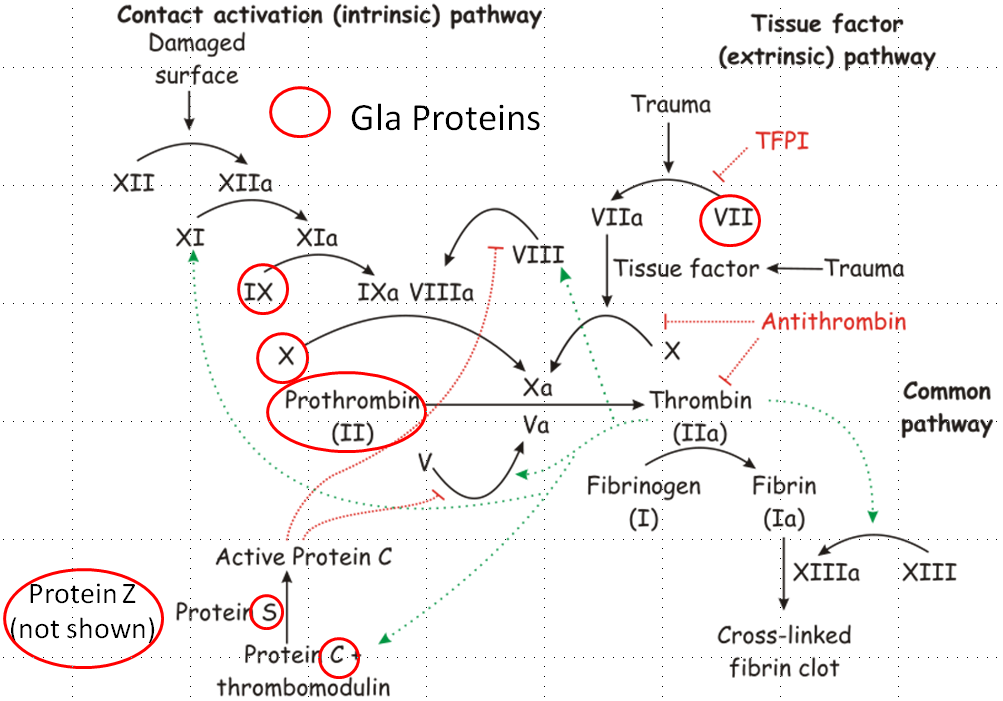 Contact activation (intrinsic) pathway
Damaged
surface
Tissue factor
(extrinsic) pathway
Gla Proteins
Trauma
TFPI
XII
XIIa
VIIa
VII
XI
XIa
VIII
Tissue factor
Trauma
IX
IXa VIIIa
Antithrombin
X
X
Xa
Prothrombin
(II)
Thrombin
(IIa)
Common
pathway
Va
V
Fibrinogen
(I)
Fibrin
(Ia)
Active Protein C
XIIIa
XIII
Protein Z
(not shown)
Protein S
Protein C +
thrombomodulin
Cross-linked
fibrin clot